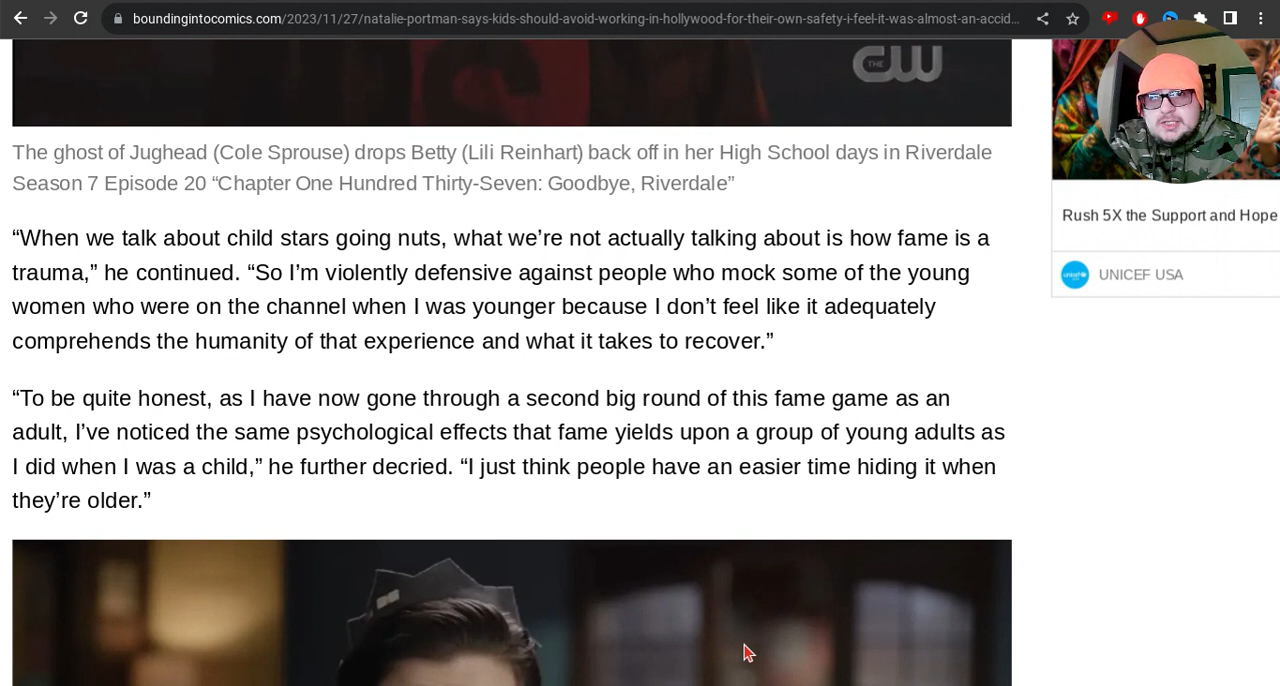 boundingintocomics.com/2023/11/27/natalie-portman-says-kids-should-avoid-working-in-hollywood-for-their-own-safety-i-feel-it-was-almost-an-accid...
THE CW
The ghost of Jughead (Cole Sprouse) drops Betty (Lili Reinhart) back off in her High School days in Riverdale
Season 7 Episode 20 “Chapter One Hundred Thirty-Seven: Goodbye, Riverdale”
“When we talk about child stars going nuts, what we’re not actually talking about is how fame is a
trauma,” he continued. “So I’m violently defensive against people who mock some of the young
women who were on the channel when I was younger because I don’t feel like it adequately
comprehends the humanity of that experience and what it takes to recover.”
“To be quite honest, as I have now gone through a second big round of this fame game as an
adult, I’ve noticed the same psychological effects that fame yields upon a group of young adults as
I did when I was a child,” he further decried. “I just think people have an easier time hiding it when
they’re older.”
Rush 5X the Support and Hope
UNICEF USA